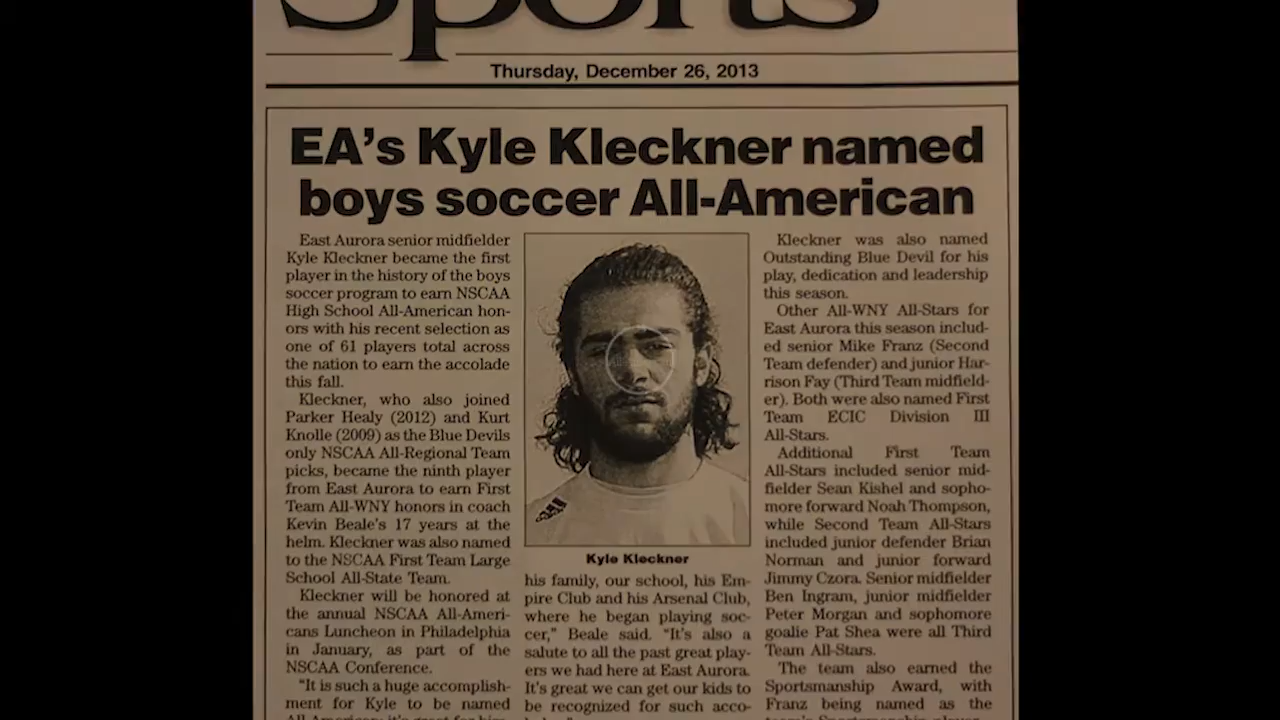 Sports
Thursday, December 26, 2013
EA's Kyle Kleckner named
boys soccer All-American
East Aurora senior midfielder
Kyle Kleckner became the first
player in the history of the boys
soccer program to earn NSCAA
High School All-American hon-
ors with his recent selection as
one of 61 players total across
the nation to earn the accolade
this fall.
Kleckner, who also joined
Parker Healy (2012) and Kurt
Knolle (2009) as the Blue Devils
only NSCAA All-Regional Team
picks, became the ninth player
from East Aurora to earn First
Team All-WNY honors in coach
Kevin Beale's 17 years at the
helm. Kleckner was also named
to the NSCAA First Team Large
School All-State Team.
Kleckner will be honored at
the annual NSCAA All-Ameri-
cans Luncheon in Philadelphia
in January, as part of the
NSCAA Conference.
"It is such a huge accomplish-
ment for Kyle to be named
Kyle Kleckner
his family, our school, his Em-
pire Club and his Arsenal Club,
where he began playing soc-
cer," Beale said. "It's also a
salute to all the past great play-
ers we had here at East Aurora.
It's great we can get our kids to
be recognized for such acco-
Kleckner was also named
Outstanding Blue Devil for his
play, dedication and leadership
this season.
Other All-WNY All-Stars for
East Aurora this season includ-
ed senior Mike Franz (Second
Team defender) and junior Har-
rison Fay (Third Team midfield-
er). Both were also named First
Team ECIC Division III
All-Stars.
Additional First Team
All-Stars included senior mid-
fielder Sean Kishel and sopho-
more forward Noah Thompson,
while Second Team All-Stars
included junior defender Brian
Norman and junior forward
Jimmy Czora. Senior midfielder
Ben Ingram, junior midfielder
Peter Morgan and sophomore
goalie Pat Shea were all Third
Team All-Stars.
The team also earned the
Sportsmanship Award, with
Franz being named as the